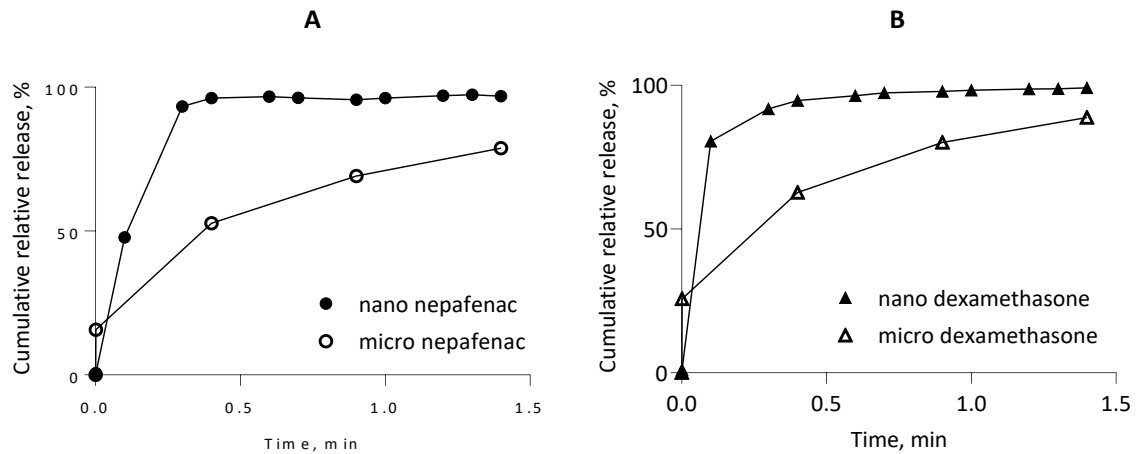 A
Cumulative relative release, %
100
50
0
nano nepafenac
micro nepafenac
0.0 0.5 1.0 1.5
Time, min
B
Cumulative relative release, %
100
50
0
nano dexamethasone
micro dexamethasone
0.0 0.5 1.0 1.5
Time, min